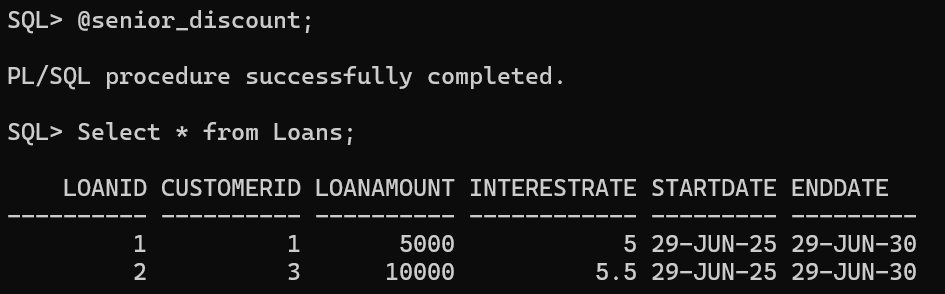 SQL> @senior_discount;
PL/SQL procedure successfully completed.
SQL> Select * from Loans;
    LOANID CUSTOMERID LOANAMOUNT INTERESTRATE STARTDATE ENDDATE
---------- ---------- ---------- ------------ --------- ---------
         1          1       5000            5 29-JUN-25 29-JUN-30
         2          3      10000          5.5 29-JUN-25 29-JUN-30